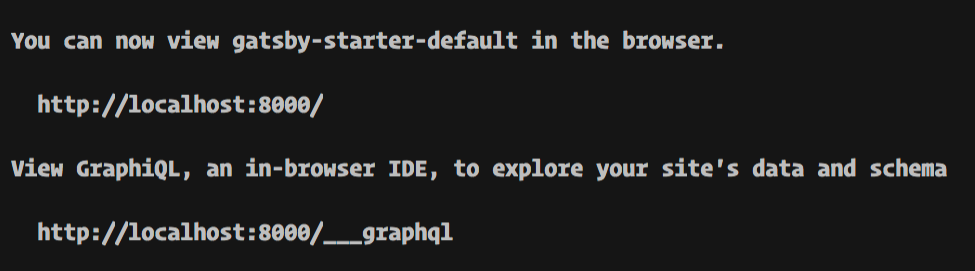 You can now view gatsby-starter-default in the browser.
http://localhost:8000/
View GraphiQL, an in-browser IDE, to explore your site's data and schema
http://localhost:8000/___graphql